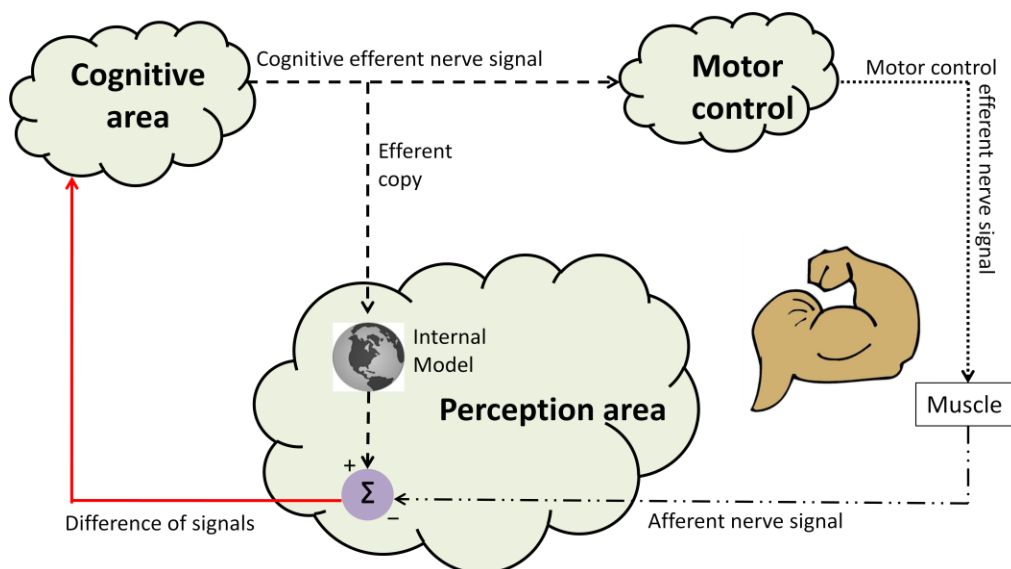 Cognitive
area
Cognitive efferent nerve signal
Motor
control
Motor control
efferent nerve signal
Efferent
copy
Internal
Model
Perception area
Muscle
+
Σ
−
Difference of signals
Afferent nerve signal